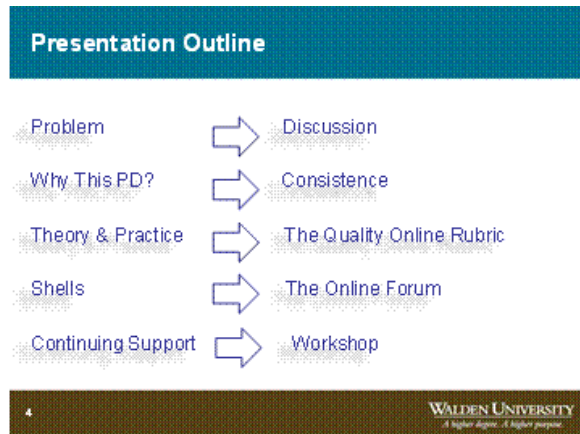 Presentation Outline
Problem Discussion
Why This PD? Consistence
Theory & Practice The Quality Online Rubric
Shells The Online Forum
Continuing Support Workshop
4
WALDEN UNIVERSITY
A higher degree. A higher purpose.